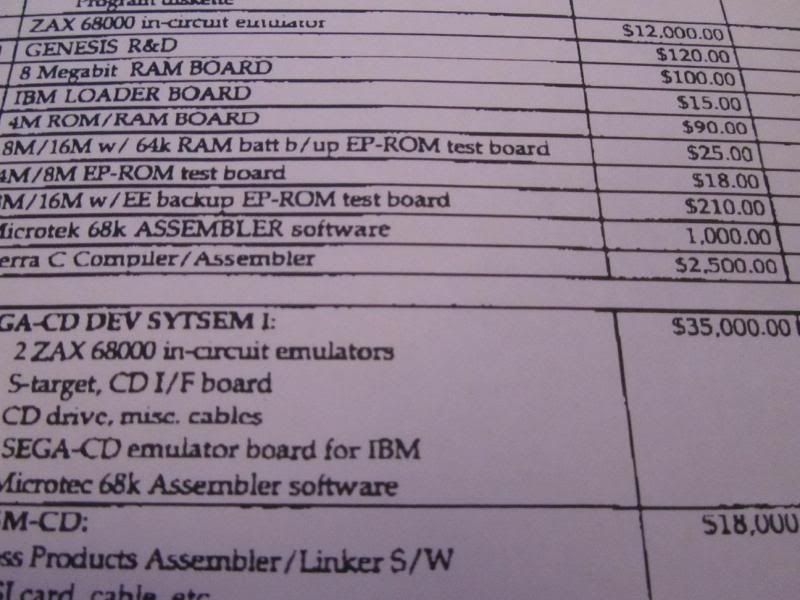 Program diskette
ZAX 68000 in-circuit emulator $12,000.00
GENESIS R&D $120.00
8 Megabit RAM BOARD $100.00
IBM LOADER BOARD $15.00
4M ROM/RAM BOARD $90.00
8M/16M w/ 64k RAM batt b/up EP-ROM test board $25.00
4M/8M EP-ROM test board $18.00
M/16M w/EE backup EP-ROM test board $210.00
icrotek 68k ASSEMBLER software 1,000.00
erra C Compiler/Assembler $2,500.00
GA-CD DEV SYTSEM I: $35,000.00
2 ZAX 68000 in-circuit emulators
S-target, CD I/F board
CD drive, misc. cables
SEGA-CD emulator board for IBM
Microtec 68k Assembler software
M-CD: $18,000
ss Products Assembler/Linker S/W
SI card, cable, etc